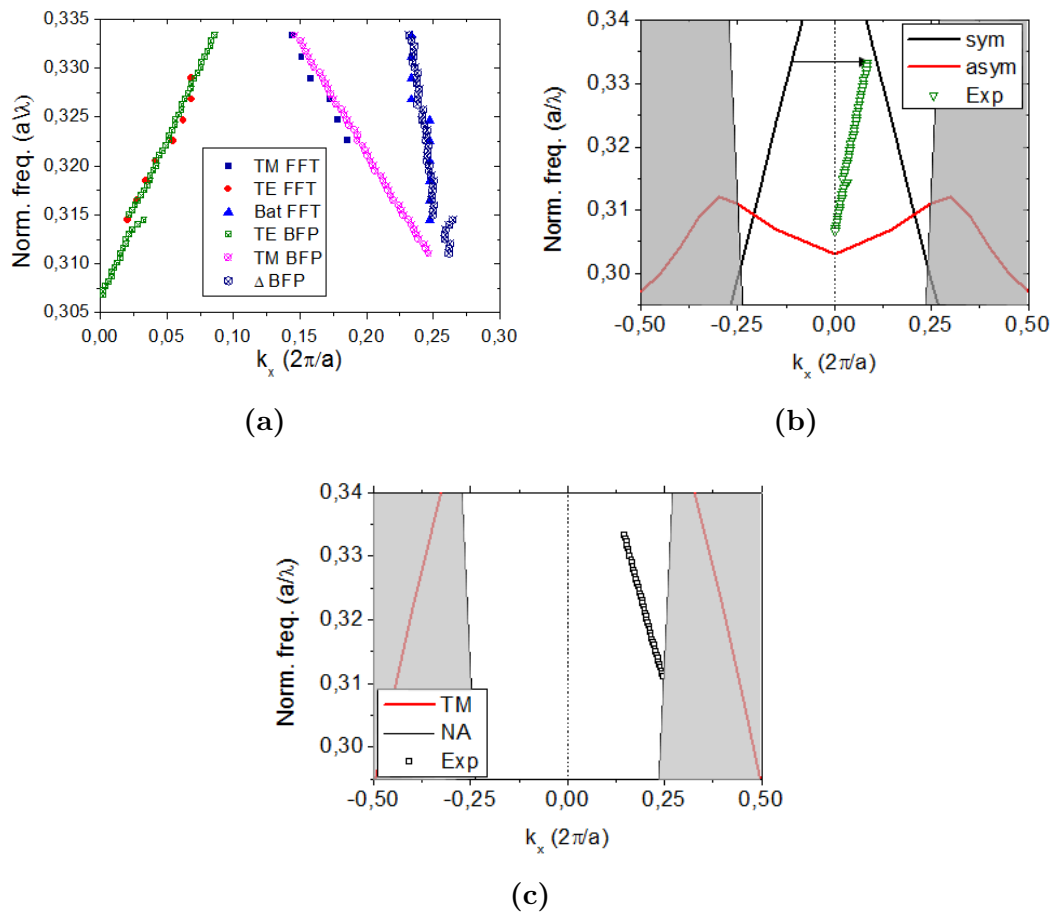 0,335
0,330
0,325
0,320
0,315
0,310
0,305
Norm. freq. (a\λ)
TM FFT
TE FFT
Bat FFT
TE BFP
TM BFP
Δ BFP
0,00 0,05 0,10 0,15 0,20 0,25 0,30
k_x (2π/a)
(a)
0,34
0,33
0,32
0,31
0,30
Norm. freq. (a/λ)
sym
asym
Exp
-0,50 -0,25 0,00 0,25 0,50
k_x (2π/a)
(b)
0,34
0,33
0,32
0,31
0,30
Norm. freq. (a/λ)
TM
NA
Exp
-0,50 -0,25 0,00 0,25 0,50
k_x (2π/a)
(c)